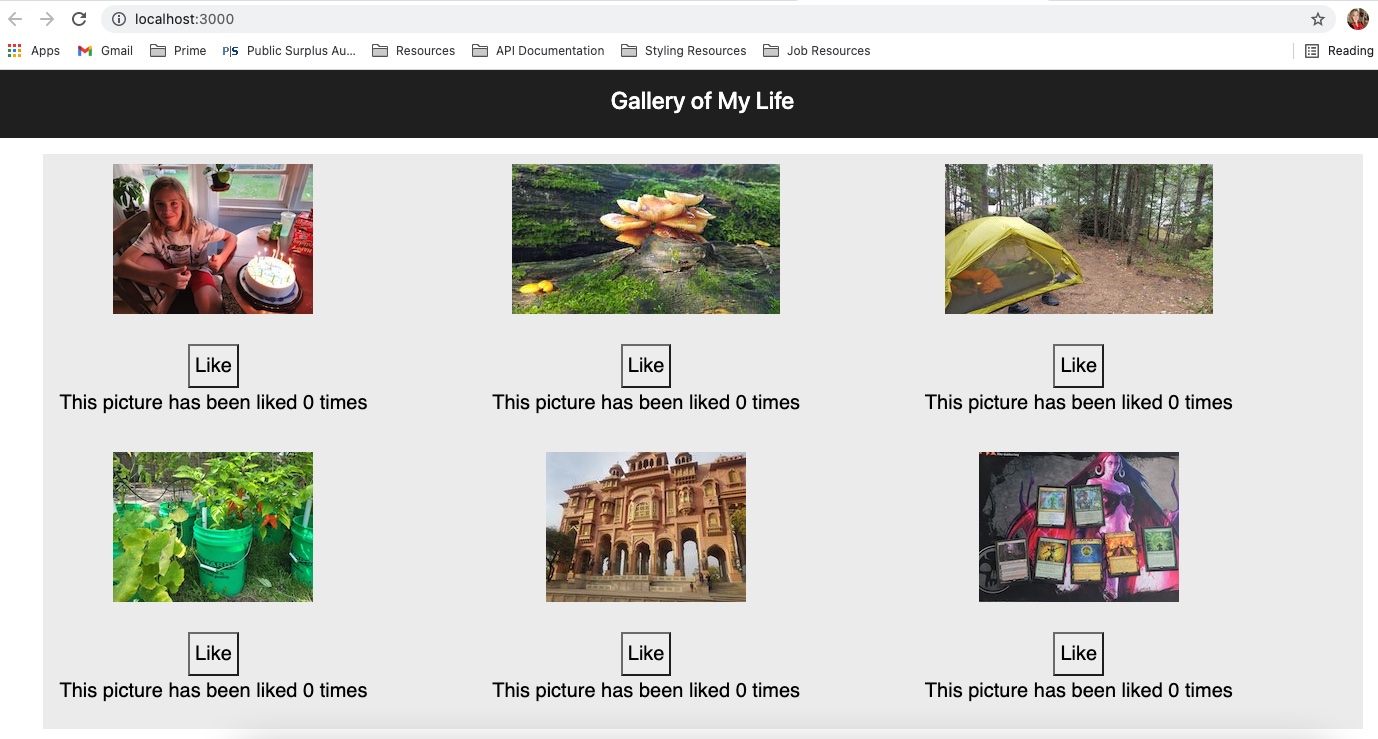 localhost:3000
Apps Gmail Prime P|S Public Surplus Au... Resources API Documentation Styling Resources Job Resources Reading
Gallery of My Life
Like Like Like
This picture has been liked 0 times This picture has been liked 0 times This picture has been liked 0 times
Like Like Like
This picture has been liked 0 times This picture has been liked 0 times This picture has been liked 0 times